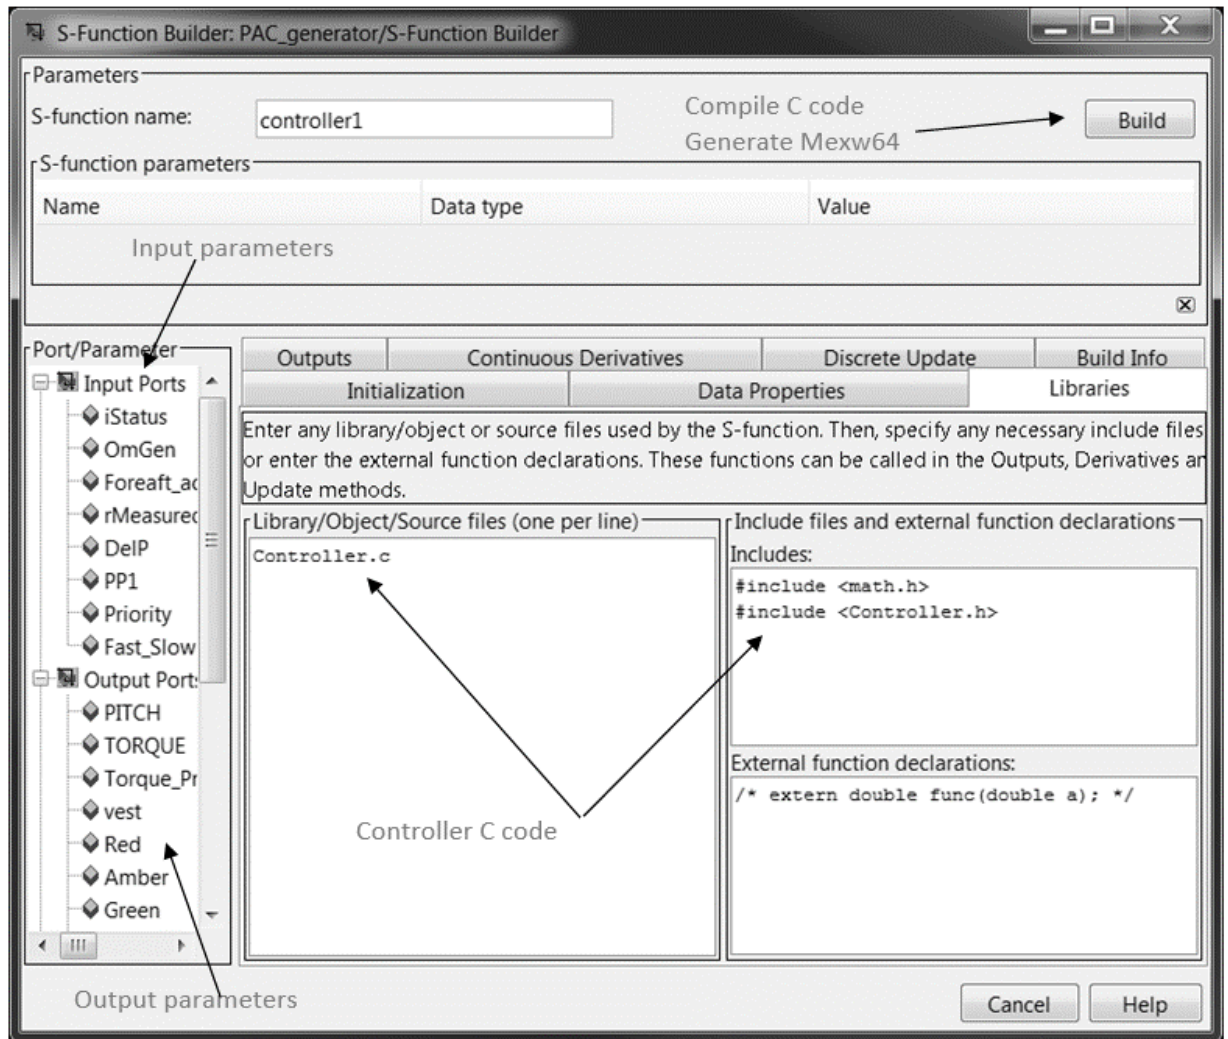 S-Function Builder: PAC_generator/S-Function Builder
Parameters
S-function name:
controller1
Compile C code
Generate Mexw64
Build
S-function parameters
Name Data type Value
Input parameters
Port/Parameter
Input Ports
iStatus
OmGen
Foreaft_ac
rMeasured
DelP
PP1
Priority
Fast_Slow
Output Ports
PITCH
TORQUE
Torque_Pr
vest
Red
Amber
Green
Output parameters
Outputs Continuous Derivatives Discrete Update Build Info
Initialization Data Properties Libraries
Enter any library/object or source files used by the S-function. Then, specify any necessary include files
or enter the external function declarations. These functions can be called in the Outputs, Derivatives an
Update methods.
Library/Object/Source files (one per line)
Controller.c
Controller C code
Include files and external function declarations
Includes:
#include <math.h>
#include <Controller.h>
External function declarations:
/* extern double func(double a); */
Cancel Help